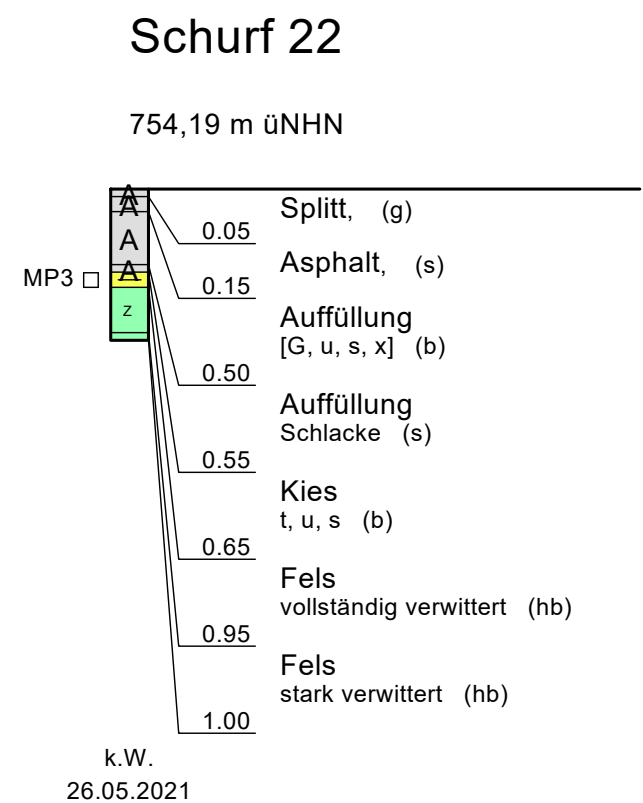 Schurf 22
754,19 m üNHN
A
A
A
A
z
MP3
Splitt, (g)
0.05
Asphalt, (s)
0.15
Auffüllung
[G, u, s, x] (b)
0.50
Auffüllung
Schlacke (s)
0.55
Kies
t, u, s (b)
0.65
Fels
vollständig verwittert (hb)
0.95
Fels
stark verwittert (hb)
1.00
k.W.
26.05.2021